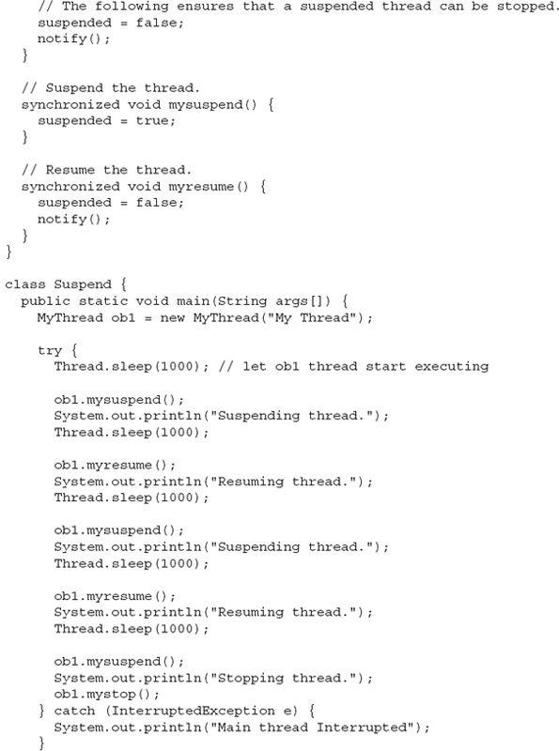 // The following ensures that a suspended thread can be stopped.
suspended = false;
notify();
}
// Suspend the thread.
synchronized void mysuspend() {
suspended = true;
}
// Resume the thread.
synchronized void myresume() {
suspended = false;
notify();
}
}
class Suspend {
public static void main(String args[]) {
MyThread ob1 = new MyThread("My Thread");
try {
Thread.sleep(1000); // let ob1 thread start executing
ob1.mysuspend();
System.out.println("Suspending thread.");
Thread.sleep(1000);
ob1.myresume();
System.out.println("Resuming thread.");
Thread.sleep(1000);
ob1.mysuspend();
System.out.println("Suspending thread.");
Thread.sleep(1000);
ob1.myresume();
System.out.println("Resuming thread.");
Thread.sleep(1000);
ob1.mysuspend();
System.out.println("Stopping thread.");
ob1.mystop();
} catch (InterruptedException e) {
System.out.println("Main thread Interrupted");
}